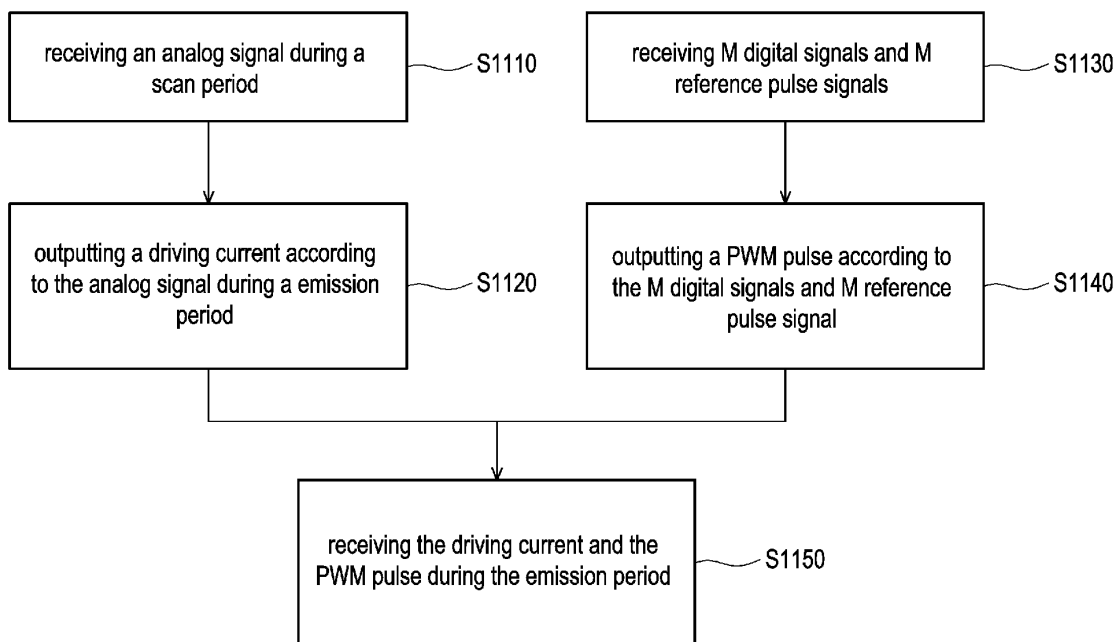 receiving an analog signal during a
scan period
S1110
receiving M digital signals and M
reference pulse signals
S1130
outputting a driving current according
to the analog signal during a emission
period
S1120
outputting a PWM pulse according to
the M digital signals and M reference
pulse signal
S1140
receiving the driving current and the
PWM pulse during the emission period
S1150